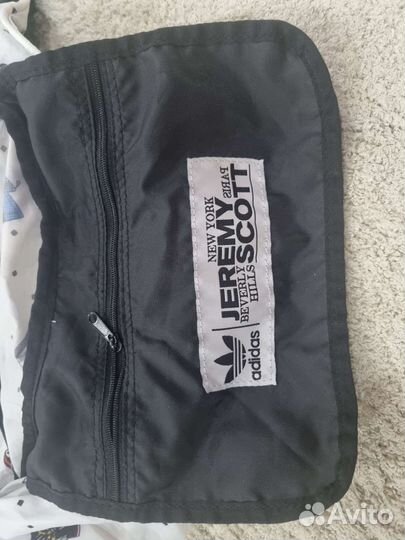 adidas
NEW YORK PARIS
JEREMY
SCOTT
BEVERLY
HILLS
Avito